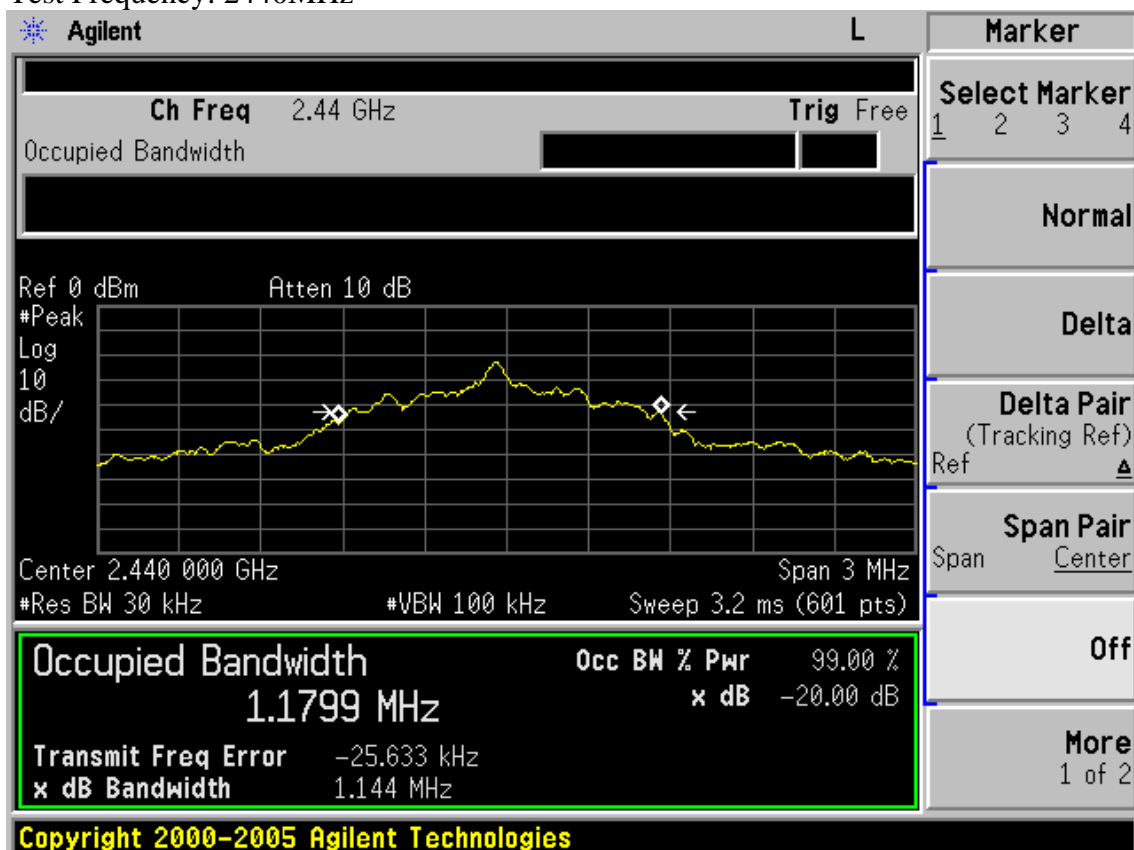 Test Frequency: 2440MHz
Agilent L Marker
Ch Freq 2.44 GHz Trig Free
Occupied Bandwidth
Select Marker
1 2 3 4
Normal
Delta
Delta Pair
(Tracking Ref)
Ref Δ
Span Pair
Span Center
Off
More
1 of 2
Ref 0 dBm Atten 10 dB
#Peak
Log
10
dB/
Center 2.440 000 GHz Span 3 MHz
#Res BW 30 kHz #VBW 100 kHz Sweep 3.2 ms (601 pts)
Occupied Bandwidth Occ BW % Pwr 99.00 %
1.1799 MHz x dB -20.00 dB
Transmit Freq Error -25.633 kHz
x dB Bandwidth 1.144 MHz
Copyright 2000-2005 Agilent Technologies